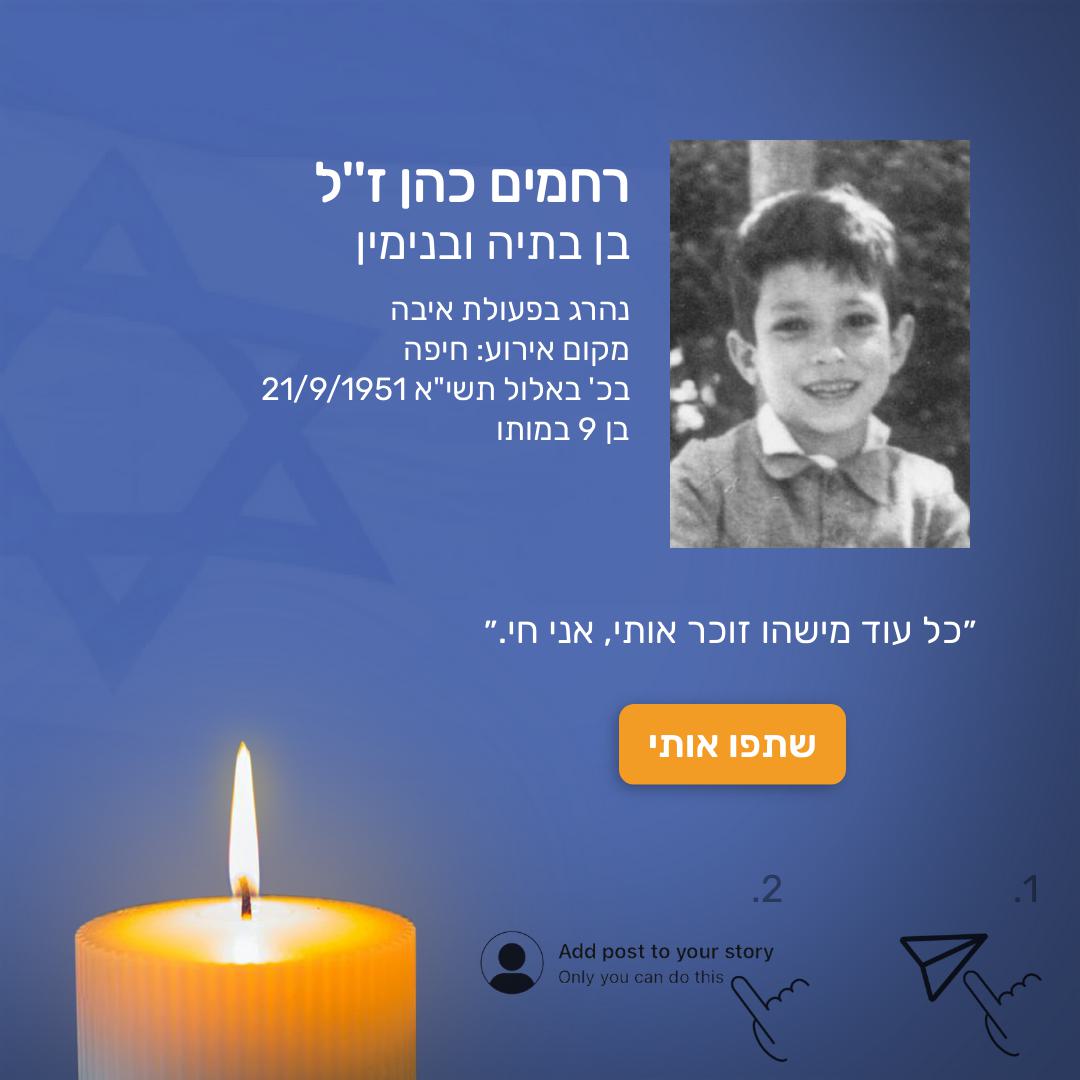 רחמים כהן ז''ל
בן בתיה ובנימין
נהרג בפעולת איבה
מקום אירוע: חיפה
בכ' באלול תשי"א 21/9/1951
בן 9 במותו
״כל עוד מישהו זוכר אותי, אני חי.״
שתפו אותי
.1
.2
Add post to your story
Only you can do this